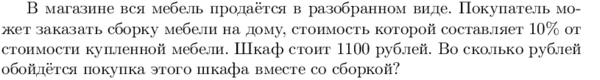 В магазине вся мебель продаётся в разобранном виде. Покупатель мо-
жет заказать сборку мебели на дому, стоимость которой составляет 10% от
стоимости купленной мебели. Шкаф стоит 1100 рублей. Во сколько рублей
обойдётся покупка этого шкафа вместе со сборкой?